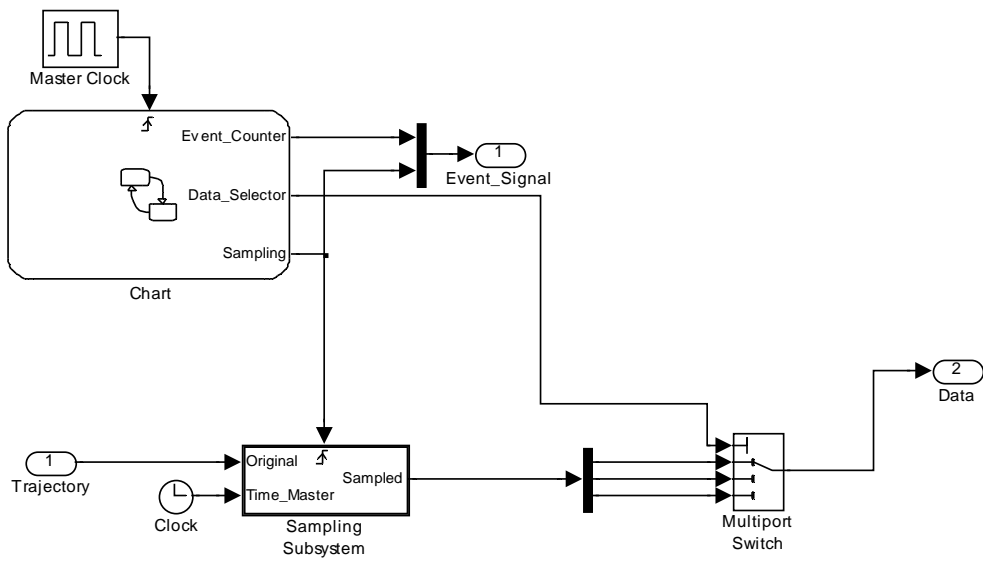 Master Clock
Event_Counter
Data_Selector
Sampling
Chart
1
Event_Signal
2
Data
1
Trajectory
Clock
Original
Time_Master
Sampled
Sampling
Subsystem
Multiport
Switch